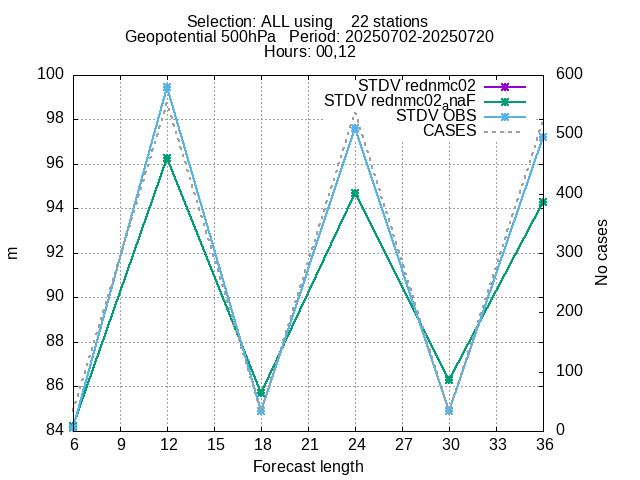 Selection: ALL using    22 stations
Geopotential 500hPa   Period: 20250702-20250720
Hours: 00,12
STDV rednmc02
STDV rednmc02anaF
STDV OBS
CASES
100
98
96
94
92
90
88
86
84
m
600
500
400
300
200
100
0
No cases
6 9 12 15 18 21 24 27 30 33 36
Forecast length